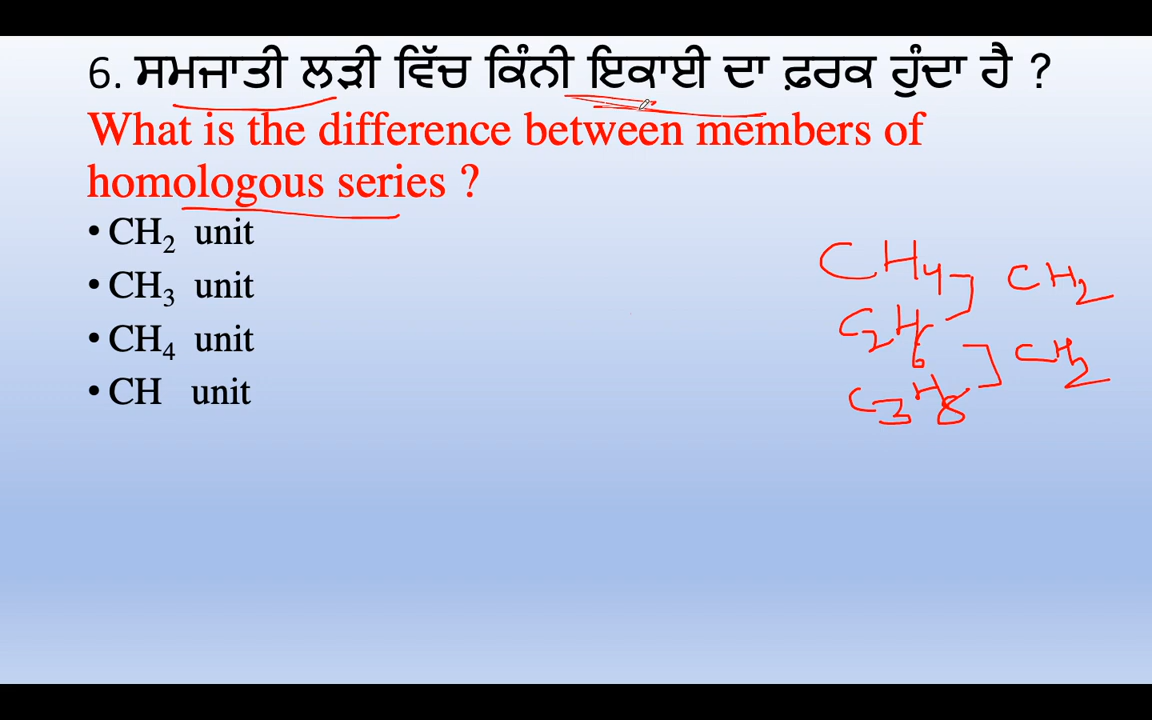 6. ਸਮਜਾਤੀ ਲੜੀ ਵਿੱਚ ਕਿੰਨੀ ਇਕਾਈ ਦਾ ਫ਼ਰਕ ਹੁੰਦਾ ਹੈ ?
What is the difference between members of
homologous series ?
• CH₂ unit
• CH₃ unit
• CH₄ unit
• CH unit
CH₄
CH₂
C₂H₆
CH₂
C₃H₈